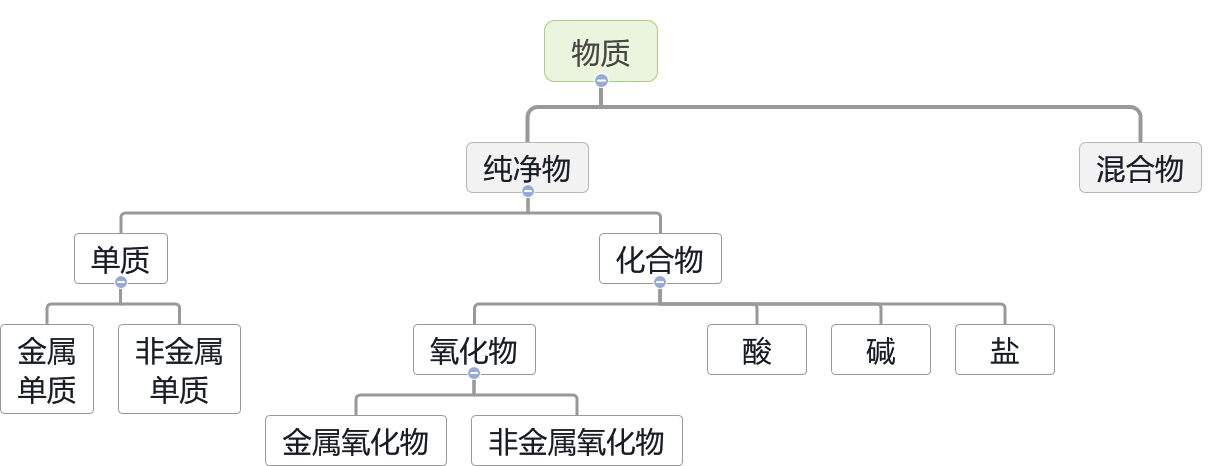 物质
纯净物
混合物
单质
化合物
金属
单质
非金属
单质
氧化物
酸
碱
盐
金属氧化物
非金属氧化物